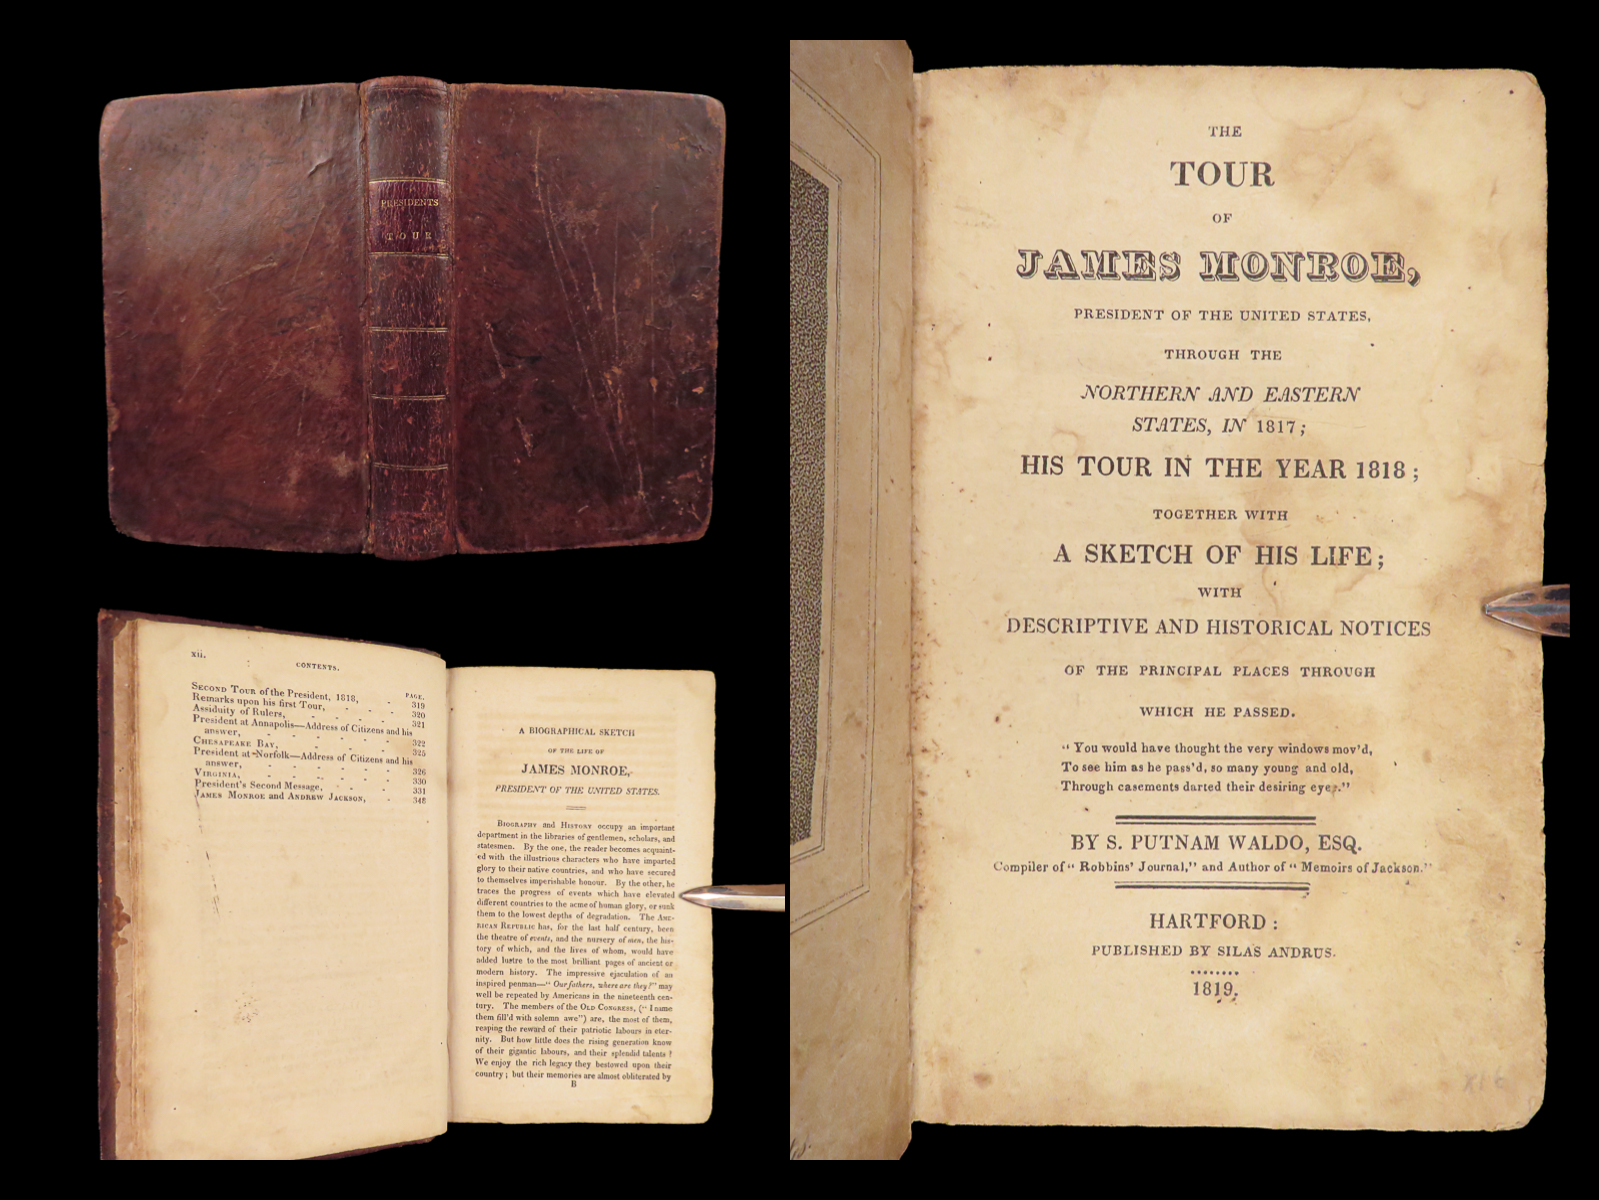 PRESIDENTS
TOUR
xii.
CONTENTS.
PAGE.
SECOND TOUR of the President, 1818, - 319
Remarks upon his first Tour, - - - 320
Assiduity of Rulers, - - - - 321
President at Annapolis—Address of Citizens and his
answer, - - - - - - 322
CHESAPEAKE BAY, - - - - 325
President at Norfolk—Address of Citizens and his
answer, - - - - - - 326
VIRGINIA, - - - - - - 330
President's Second Message, - - - 331
JAMES MONROE and ANDREW JACKSON, - 348
A BIOGRAPHICAL SKETCH
OF THE LIFE OF
JAMES MONROE,
PRESIDENT OF THE UNITED STATES.
BIOGRAPHY and HISTORY occupy an important
department in the libraries of gentlemen, scholars, and
statesmen. By the one, the reader becomes acquaint-
ed with the illustrious characters who have imparted
glory to their native countries, and who have secured
to themselves imperishable honour. By the other, he
traces the progress of events which have elevated
different countries to the acme of human glory, or sunk
them to the lowest depths of degradation. The AME-
RICAN REPUBLIC has, for the last half century, been
the theatre of events, and the nursery of men, the his-
tory of which, and the lives of whom, would have
added lustre to the most brilliant pages of ancient or
modern history. The impressive ejaculation of an
inspired penman—"Our fathers, where are they?" may
well be repeated by Americans in the nineteenth cen-
tury. The members of the OLD CONGRESS, ("I name
them fill'd with solemn awe") are, the most of them,
reaping the reward of their patriotic labours in eter-
nity. But how little does the rising generation know
of their gigantic labours, and their splendid talents?
We enjoy the rich legacy they bestowed upon their
country; but their memories are almost obliterated by
B
THE
TOUR
OF
JAMES MONROE,
PRESIDENT OF THE UNITED STATES,
THROUGH THE
NORTHERN AND EASTERN
STATES, IN 1817;
HIS TOUR IN THE YEAR 1818;
TOGETHER WITH
A SKETCH OF HIS LIFE;
WITH
DESCRIPTIVE AND HISTORICAL NOTICES
OF THE PRINCIPAL PLACES THROUGH
WHICH HE PASSED.
"You would have thought the very windows mov'd,
To see him as he pass'd, so many young and old,
Through casements darted their desiring eyes."
BY S. PUTNAM WALDO, ESQ.
Compiler of "Robbins' Journal," and Author of "Memoirs of Jackson."
HARTFORD:
PUBLISHED BY SILAS ANDRUS.
1819.